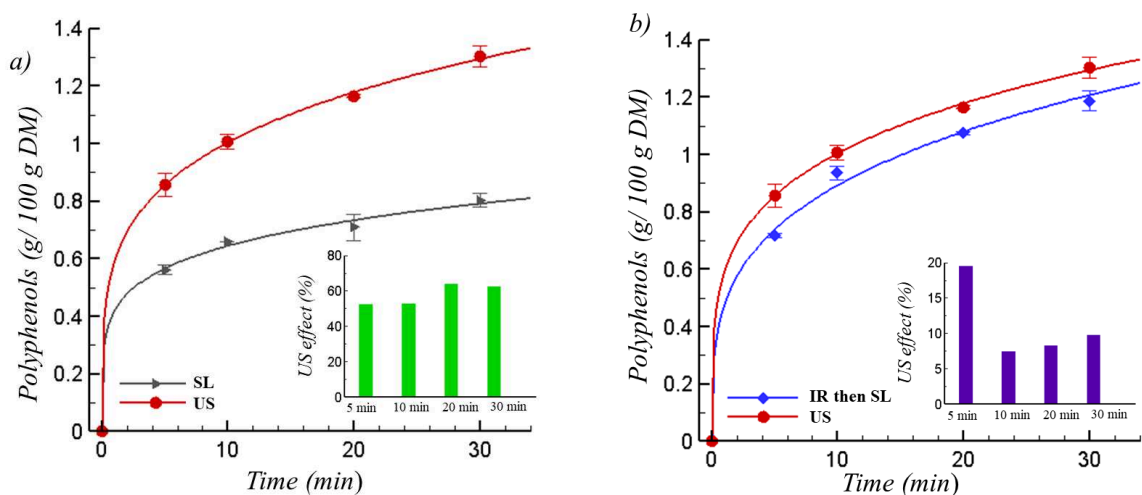 a)
Polyphenols (g/ 100 g DM)
1.4
1.2
1
0.8
0.6
0.4
0.2
0
0
10
20
30
Time (min)
SL
US
US effect (%)
80
60
40
20
0
5 min
10 min
20 min
30 min
b)
Polyphenols (g/ 100 g DM)
1.4
1.2
1
0.8
0.6
0.4
0.2
0
0
10
20
30
Time (min)
IR then SL
US
US effect (%)
20
15
10
5
0
5 min
10 min
20 min
30 min